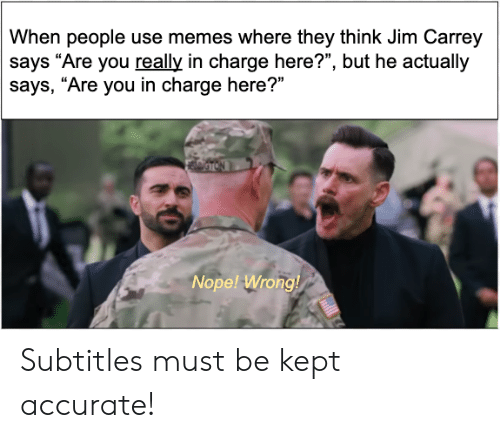 When people use memes where they think Jim Carrey
says “Are you really in charge here?”, but he actually
says, “Are you in charge here?”
Nope! Wrong!
Subtitles must be kept
accurate!